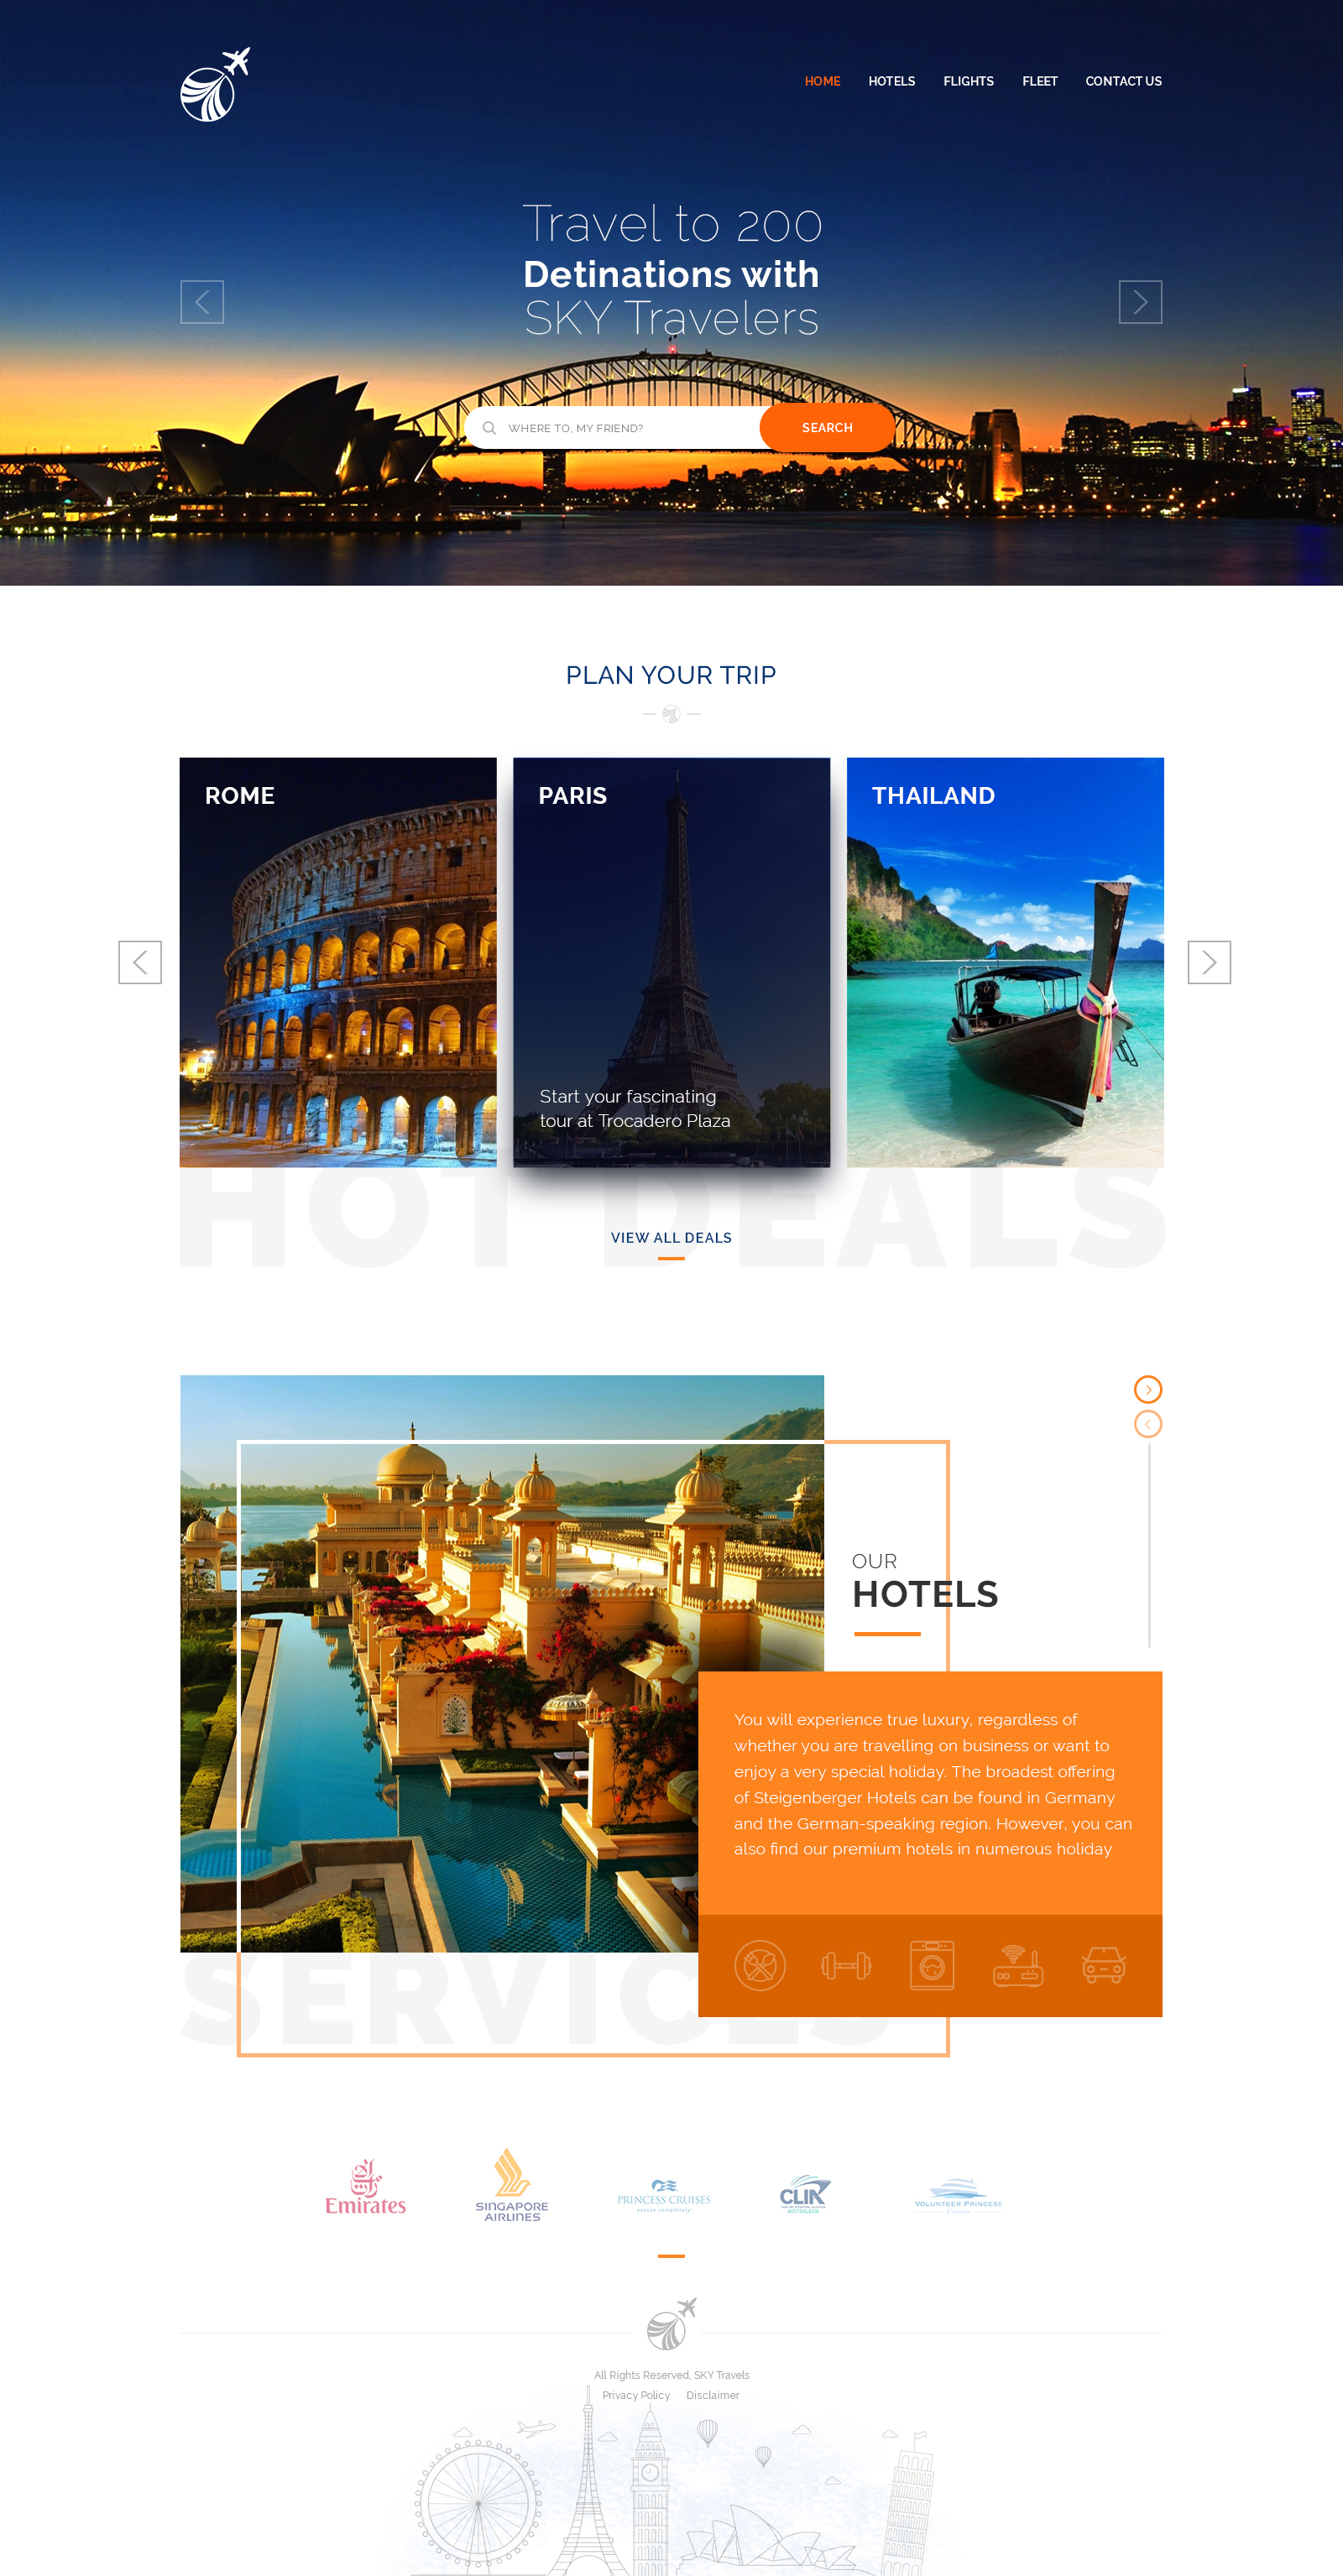 HOME HOTELS FLIGHTS FLEET CONTACT US
Travel to 200
Detinations with
SKY Travelers
WHERE TO, MY FRIEND?
SEARCH
PLAN YOUR TRIP
ROME
PARIS
THAILAND
Start your fascinating
tour at Trocadero Plaza
HOT DEALS
VIEW ALL DEALS
OUR
HOTELS
You will experience true luxury, regardless of
whether you are travelling on business or want to
enjoy a very special holiday. The broadest offering
of Steigenberger Hotels can be found in Germany
and the German-speaking region. However, you can
also find our premium hotels in numerous holiday
SERVICES
Emirates
SINGAPORE
AIRLINES
PRINCESS CRUISES
escape completely!
CLIA
AUSTRALASIA
VOLUNTEER PRINCESS
Cruises
All Rights Reserved, SKY Travels
Privacy Policy Disclaimer